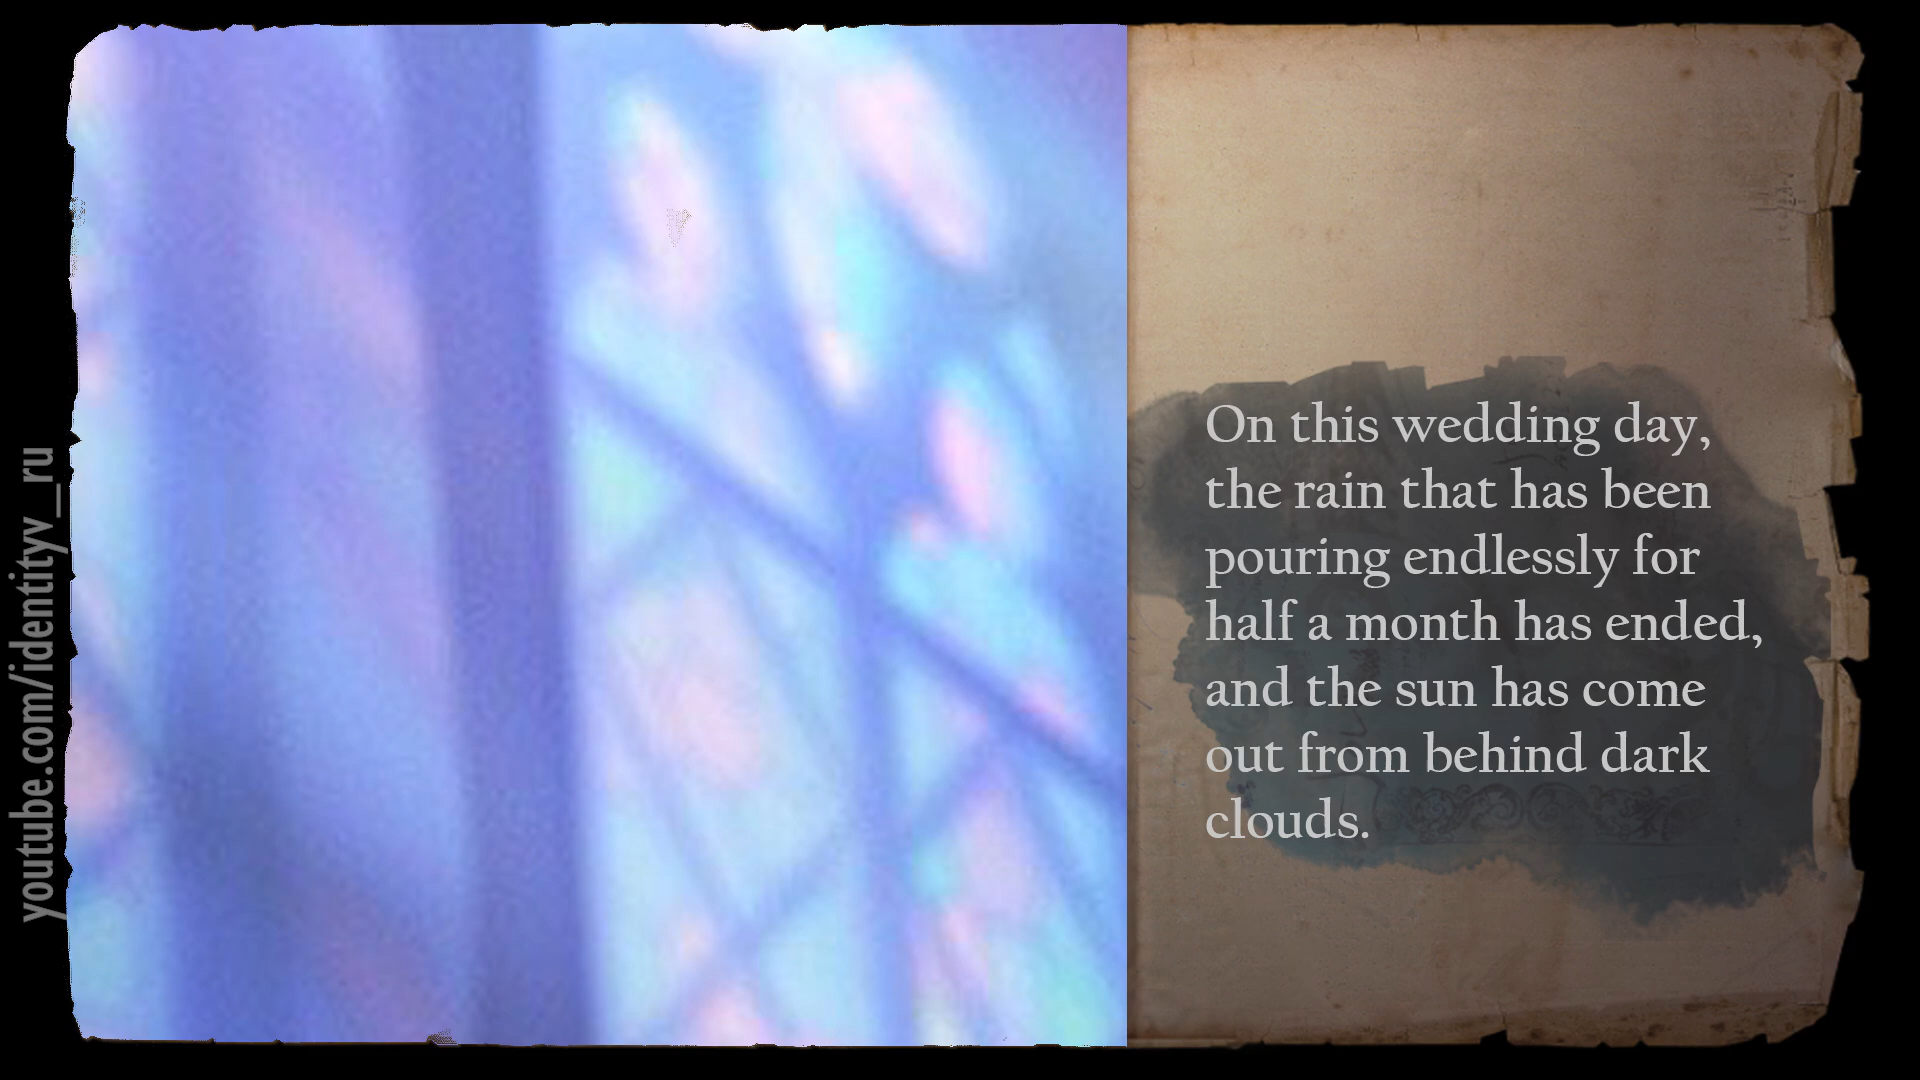 youtube.com/identityv_ru
On this wedding day,
the rain that has been
pouring endlessly for
half a month has ended,
and the sun has come
out from behind dark
clouds.